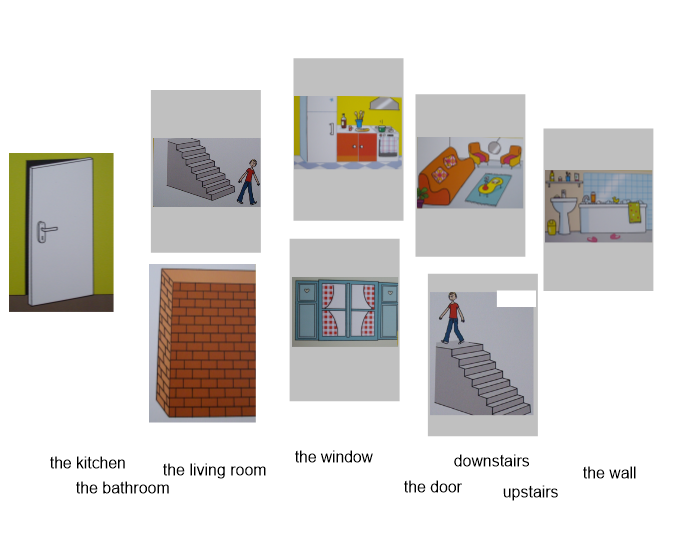 the kitchen
the living room
the window
downstairs
the wall
the bathroom
the door
upstairs